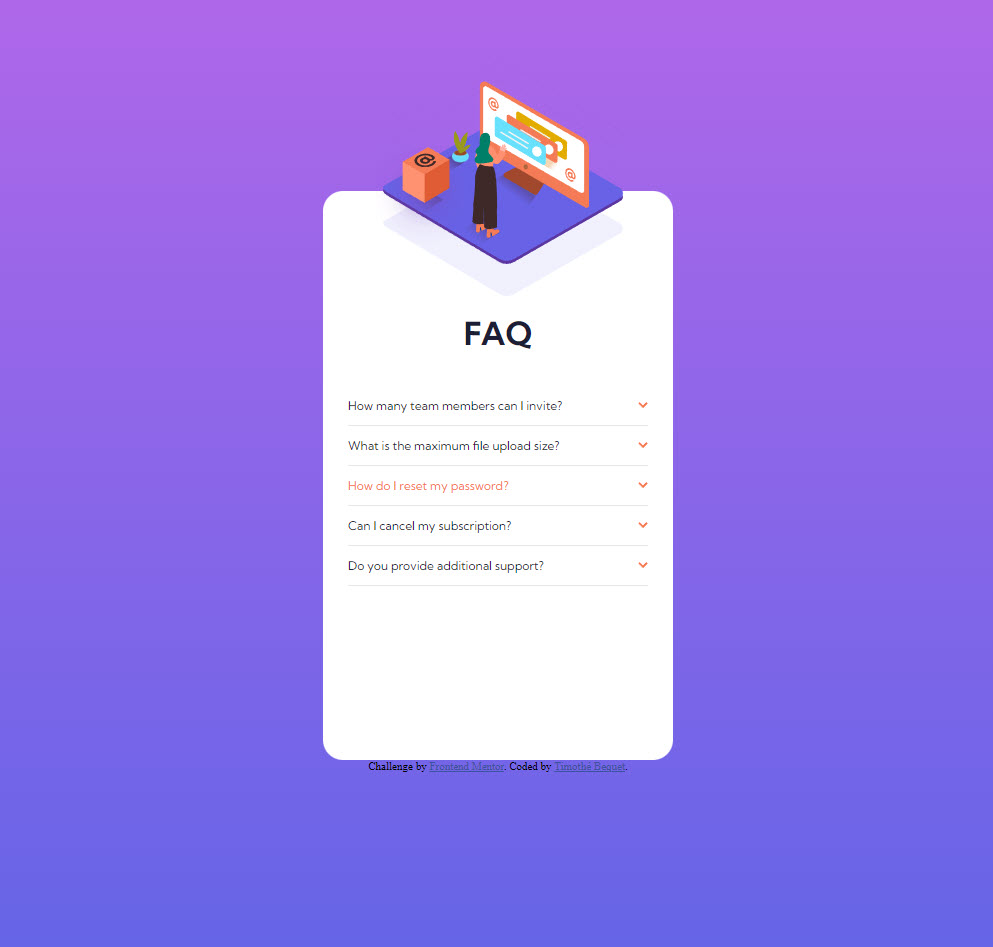 @
@
@
FAQ
How many team members can I invite?
What is the maximum file upload size?
How do I reset my password?
Can I cancel my subscription?
Do you provide additional support?
Challenge by Frontend Mentor. Coded by Timothé Bequet.